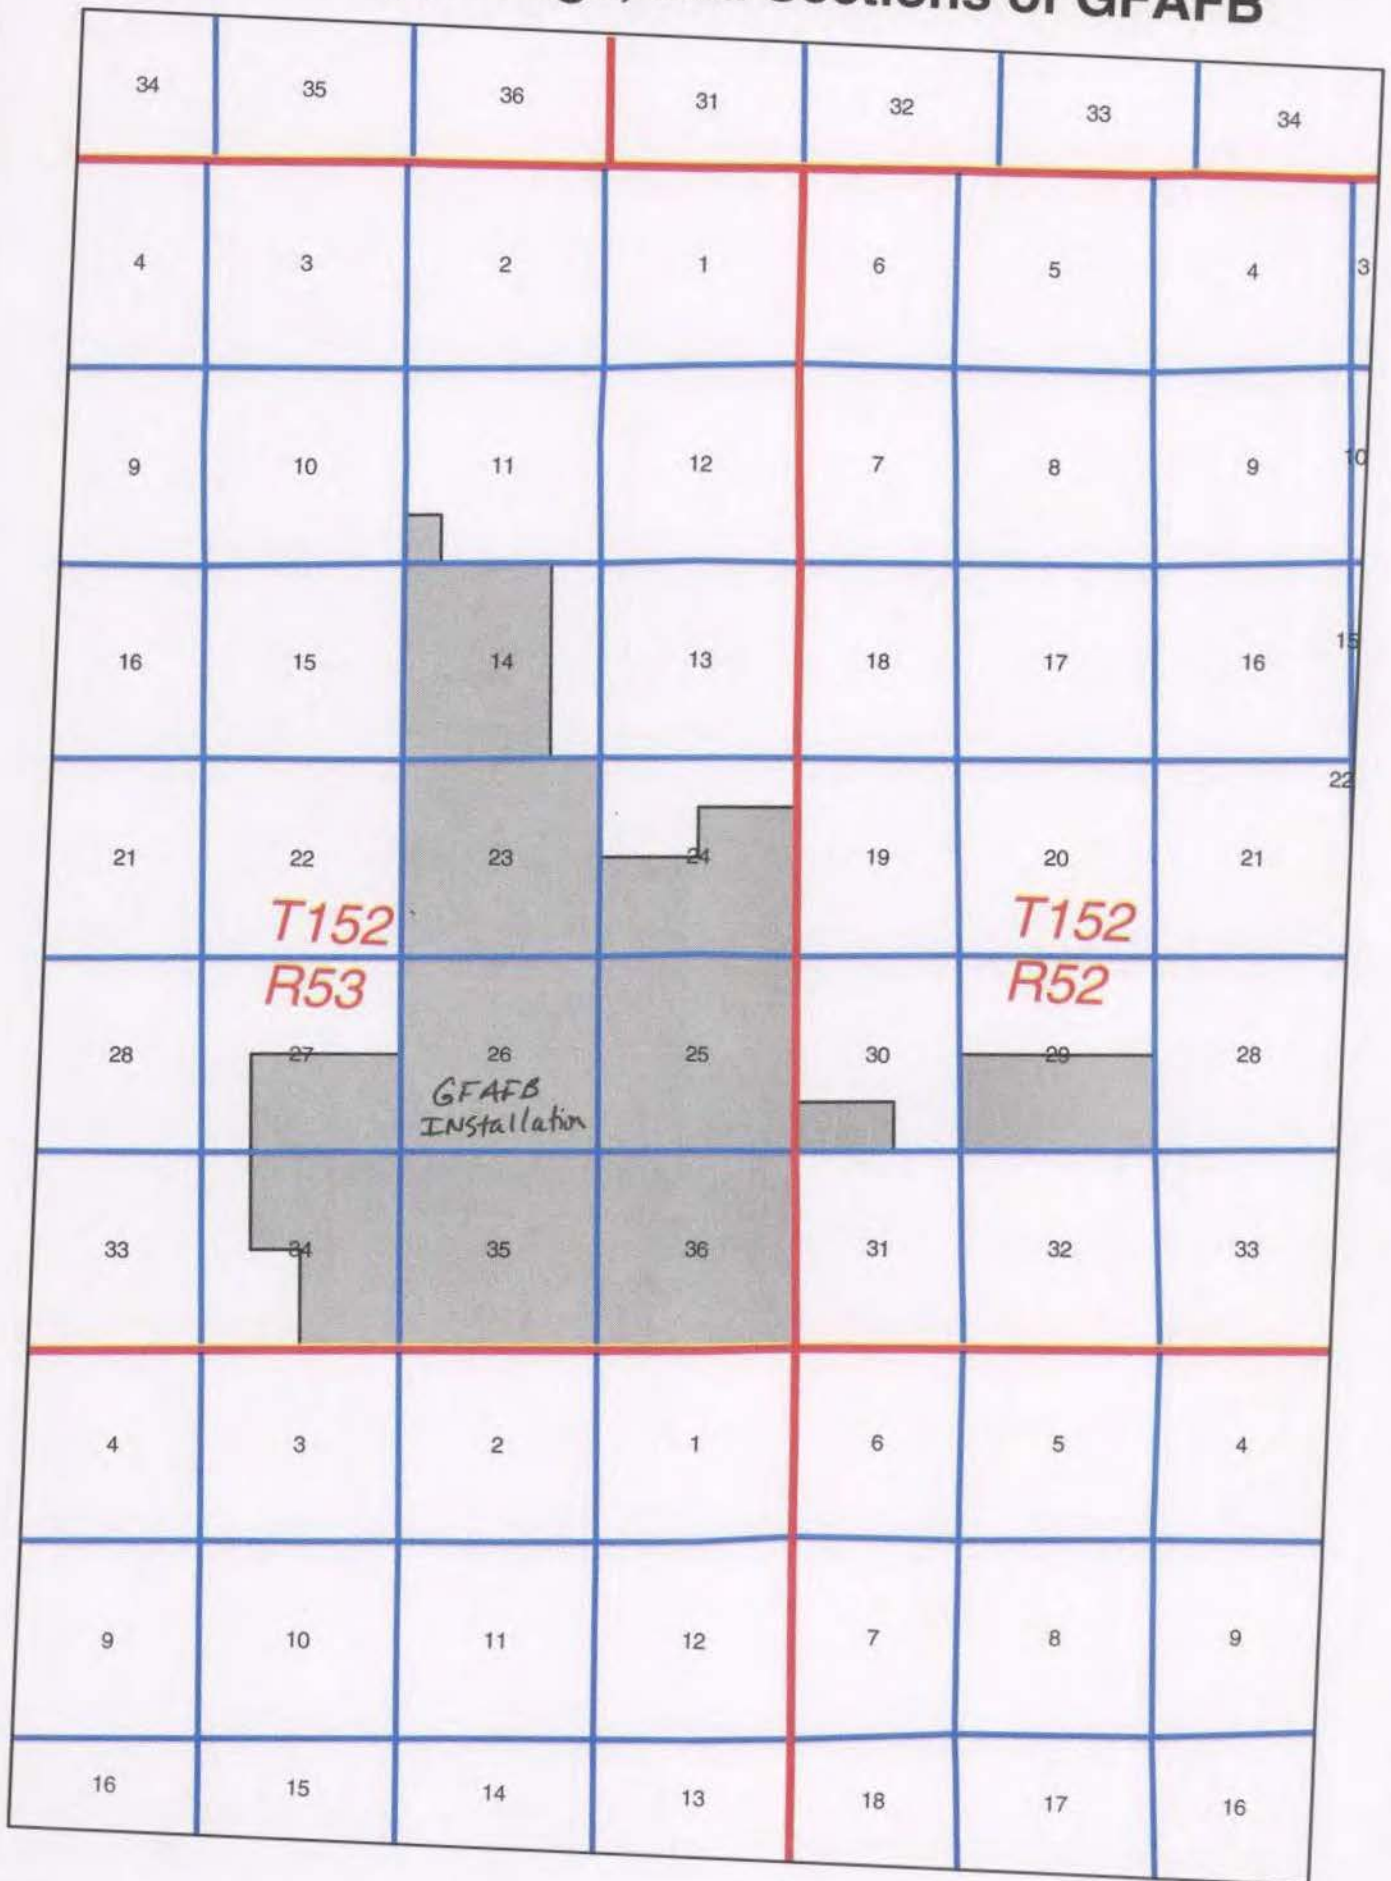 Sections of GFAFB
34 35 36 31 32 33 34
4 3 2 1 6 5 4 3
9 10 11 12 7 8 9 10
16 15 14 13 18 17 16 15
22
21 22 23 24 19 20 21
T152 T152
R53 R52
28 27 26 25 30 29 28
GFAFB
INstallation
33 34 35 36 31 32 33
4 3 2 1 6 5 4
9 10 11 12 7 8 9
16 15 14 13 18 17 16